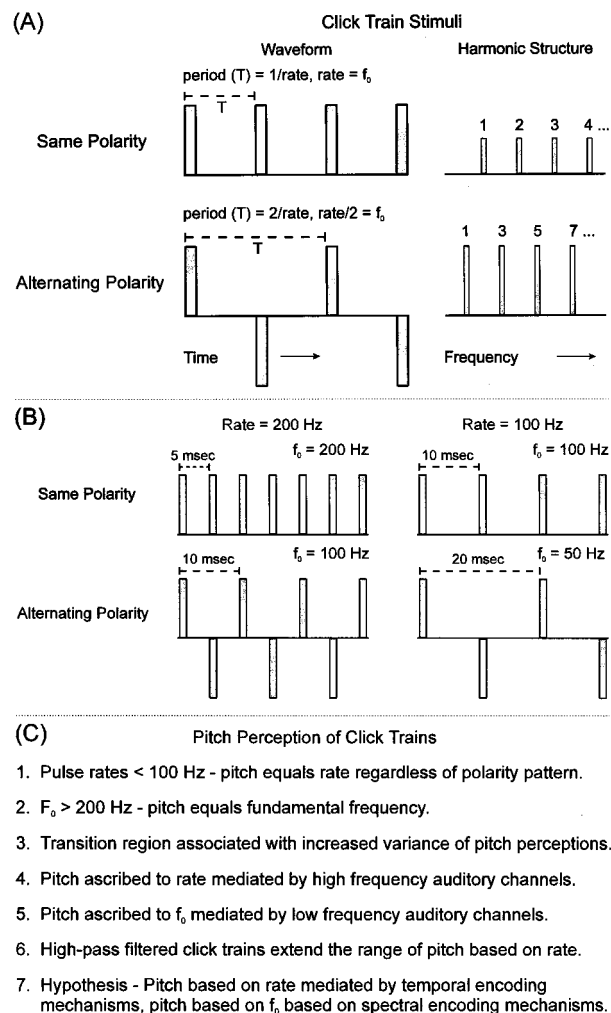 (A)
Click Train Stimuli
Waveform
Harmonic Structure
period (T) = 1/rate, rate = f₀
T
1 2 3 4 ...
Same Polarity
period (T) = 2/rate, rate/2 = f₀
T
1 3 5 7 ...
Alternating Polarity
Time
Frequency
(B)
Rate = 200 Hz
Rate = 100 Hz
5 msec
f₀ = 200 Hz
10 msec
f₀ = 100 Hz
Same Polarity
10 msec
f₀ = 100 Hz
20 msec
f₀ = 50 Hz
Alternating Polarity
(C)
Pitch Perception of Click Trains
1. Pulse rates < 100 Hz - pitch equals rate regardless of polarity pattern.
2. F₀ > 200 Hz - pitch equals fundamental frequency.
3. Transition region associated with increased variance of pitch perceptions.
4. Pitch ascribed to rate mediated by high frequency auditory channels.
5. Pitch ascribed to f₀ mediated by low frequency auditory channels.
6. High-pass filtered click trains extend the range of pitch based on rate.
7. Hypothesis - Pitch based on rate mediated by temporal encoding
mechanisms, pitch based on f₀ based on spectral encoding mechanisms.